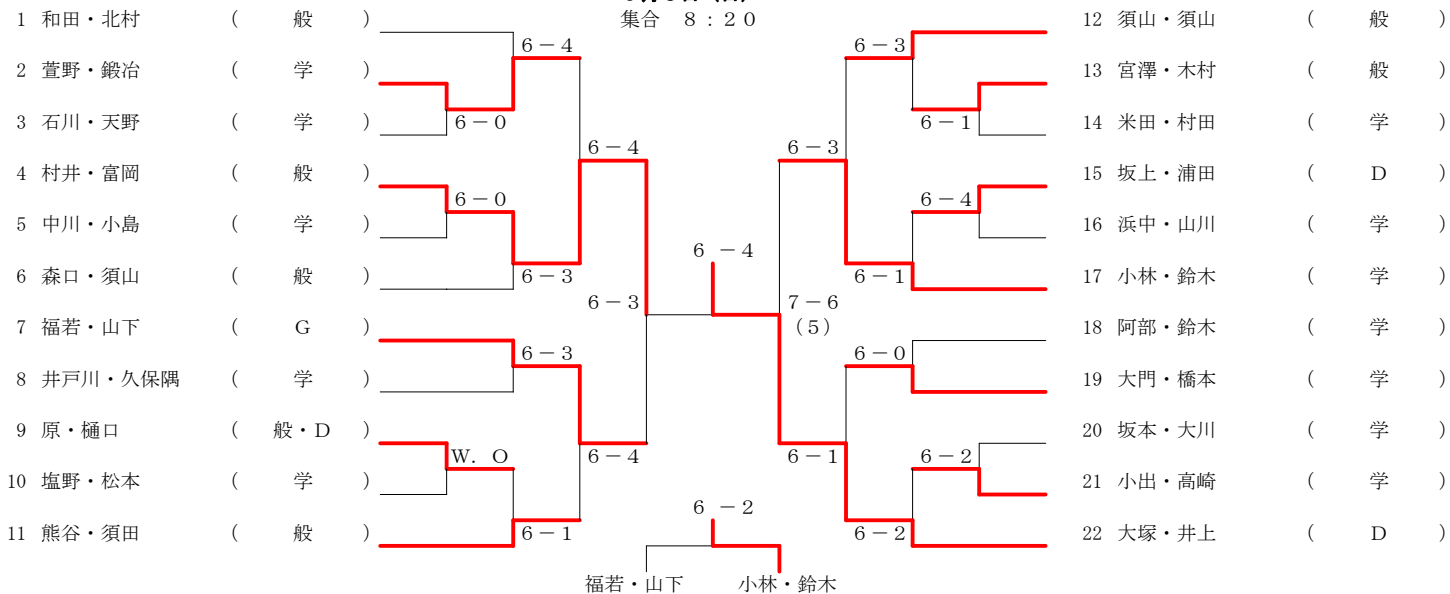 集合 8：20
1 和田・北村 （ 般 ）
2 萱野・鍛冶 （ 学 ）
3 石川・天野 （ 学 ）
4 村井・富岡 （ 般 ）
5 中川・小島 （ 学 ）
6 森口・須山 （ 般 ）
7 福若・山下 （ G ）
8 井戸川・久保隅 （ 学 ）
9 原・樋口 （ 般・D ）
10 塩野・松本 （ 学 ）
11 熊谷・須田 （ 般 ）
6－4
6－0
6－0
6－3
6－3
W．O
6－1
6－4
6－4
6－3
6 －4
7－6
（5）
6－3
6－1
6－3
6－1
6－4
6－1
6－0
6－2
6－2
12 須山・須山 （ 般 ）
13 宮澤・木村 （ 般 ）
14 米田・村田 （ 学 ）
15 坂上・浦田 （ D ）
16 浜中・山川 （ 学 ）
17 小林・鈴木 （ 学 ）
18 阿部・鈴木 （ 学 ）
19 大門・橋本 （ 学 ）
20 坂本・大川 （ 学 ）
21 小出・高崎 （ 学 ）
22 大塚・井上 （ D ）
6 －2
福若・山下 小林・鈴木